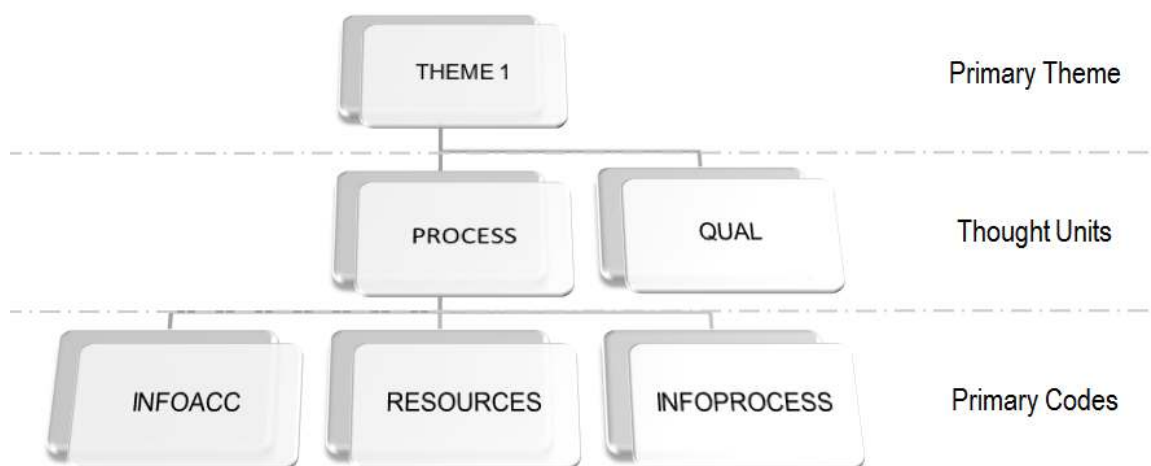 THEME 1
Primary Theme
PROCESS
QUAL
Thought Units
INFOACC
RESOURCES
INFOPROCESS
Primary Codes